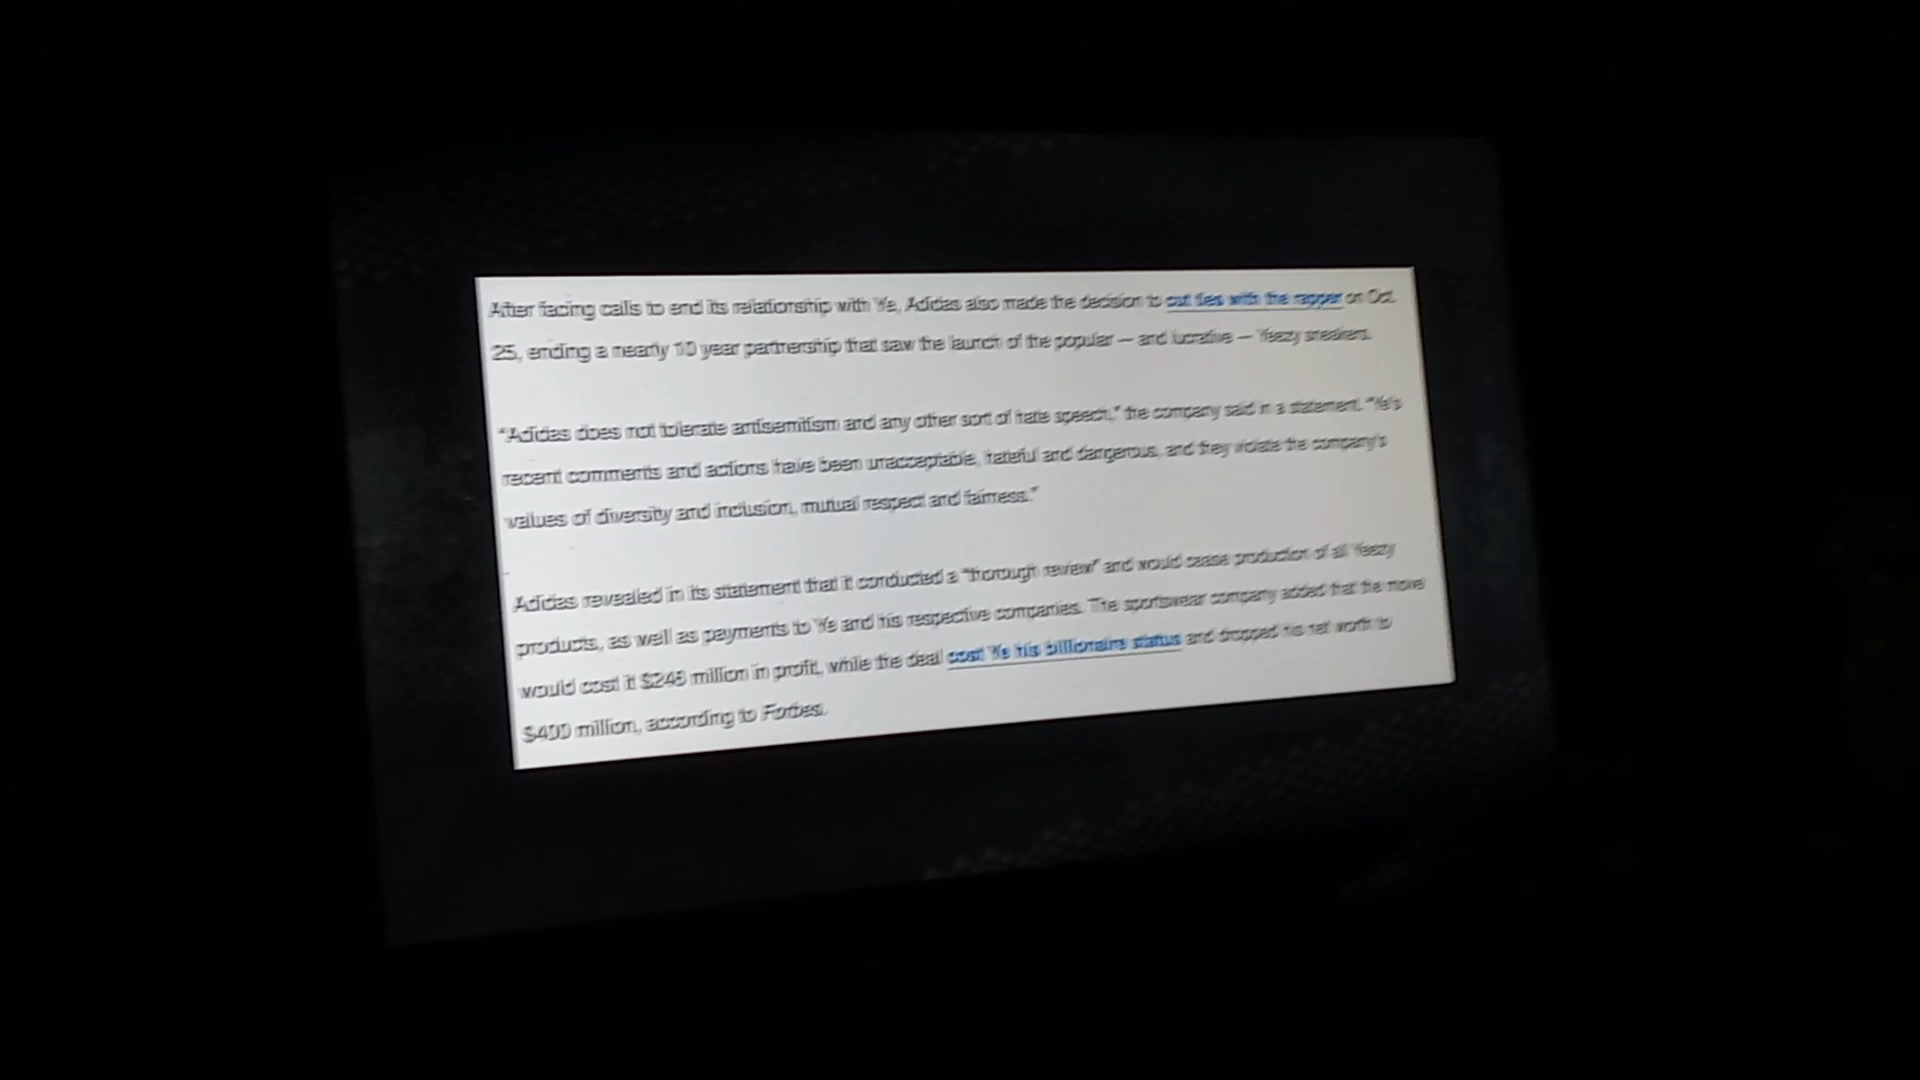 After facing calls to end its relationship with Ye, Adidas also made the decision to cut ties with the rapper on Oct.
25, ending a nearly 10 year partnership that saw the launch of the popular — and lucrative — Yeezy sneakers.
“Adidas does not tolerate antisemitism and any other sort of hate speech,” the company said in a statement. “Ye’s
recent comments and actions have been unacceptable, hateful and dangerous, and they violate the company’s
values of diversity and inclusion, mutual respect and fairness.”
Adidas revealed in its statement that it conducted a “thorough review” and would cease production of all Yeezy
products, as well as payments to Ye and his respective companies. The sportswear company added that the move
would cost it $246 million in profit, while the deal cost Ye his billionaire status and dropped his net worth to
$400 million, according to Forbes.